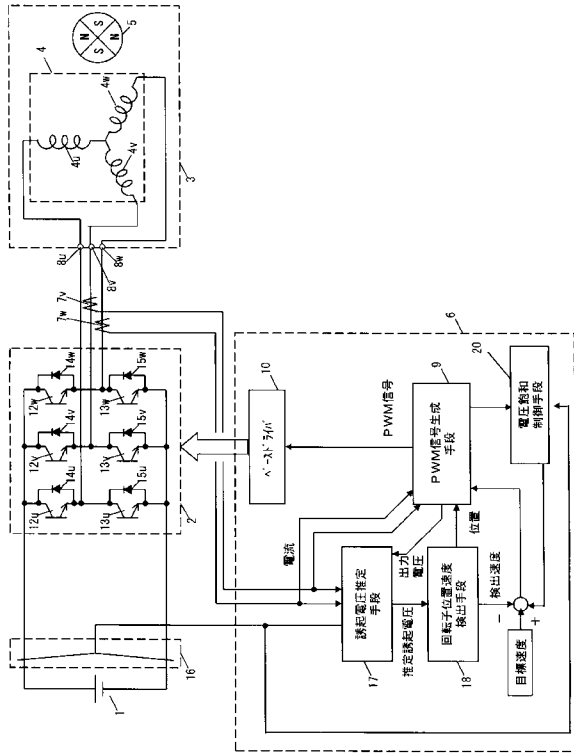 1
16
2
12u
14u
12v
14v
12w
14w
13u
15u
13v
15v
13w
15w
7w
7v
8u
8v
8w
3
4
4u
4v
4w
5
N
S
N
S
6
10
ベースドライバ
PWM信号
9
PWM信号生成
手段
20
電圧飽和
制御手段
電流
17
誘起電圧推定
手段
出力
電圧
推定誘起電圧
18
回転子位置速度
検出手段
位置
検出速度
−
+
目標速度